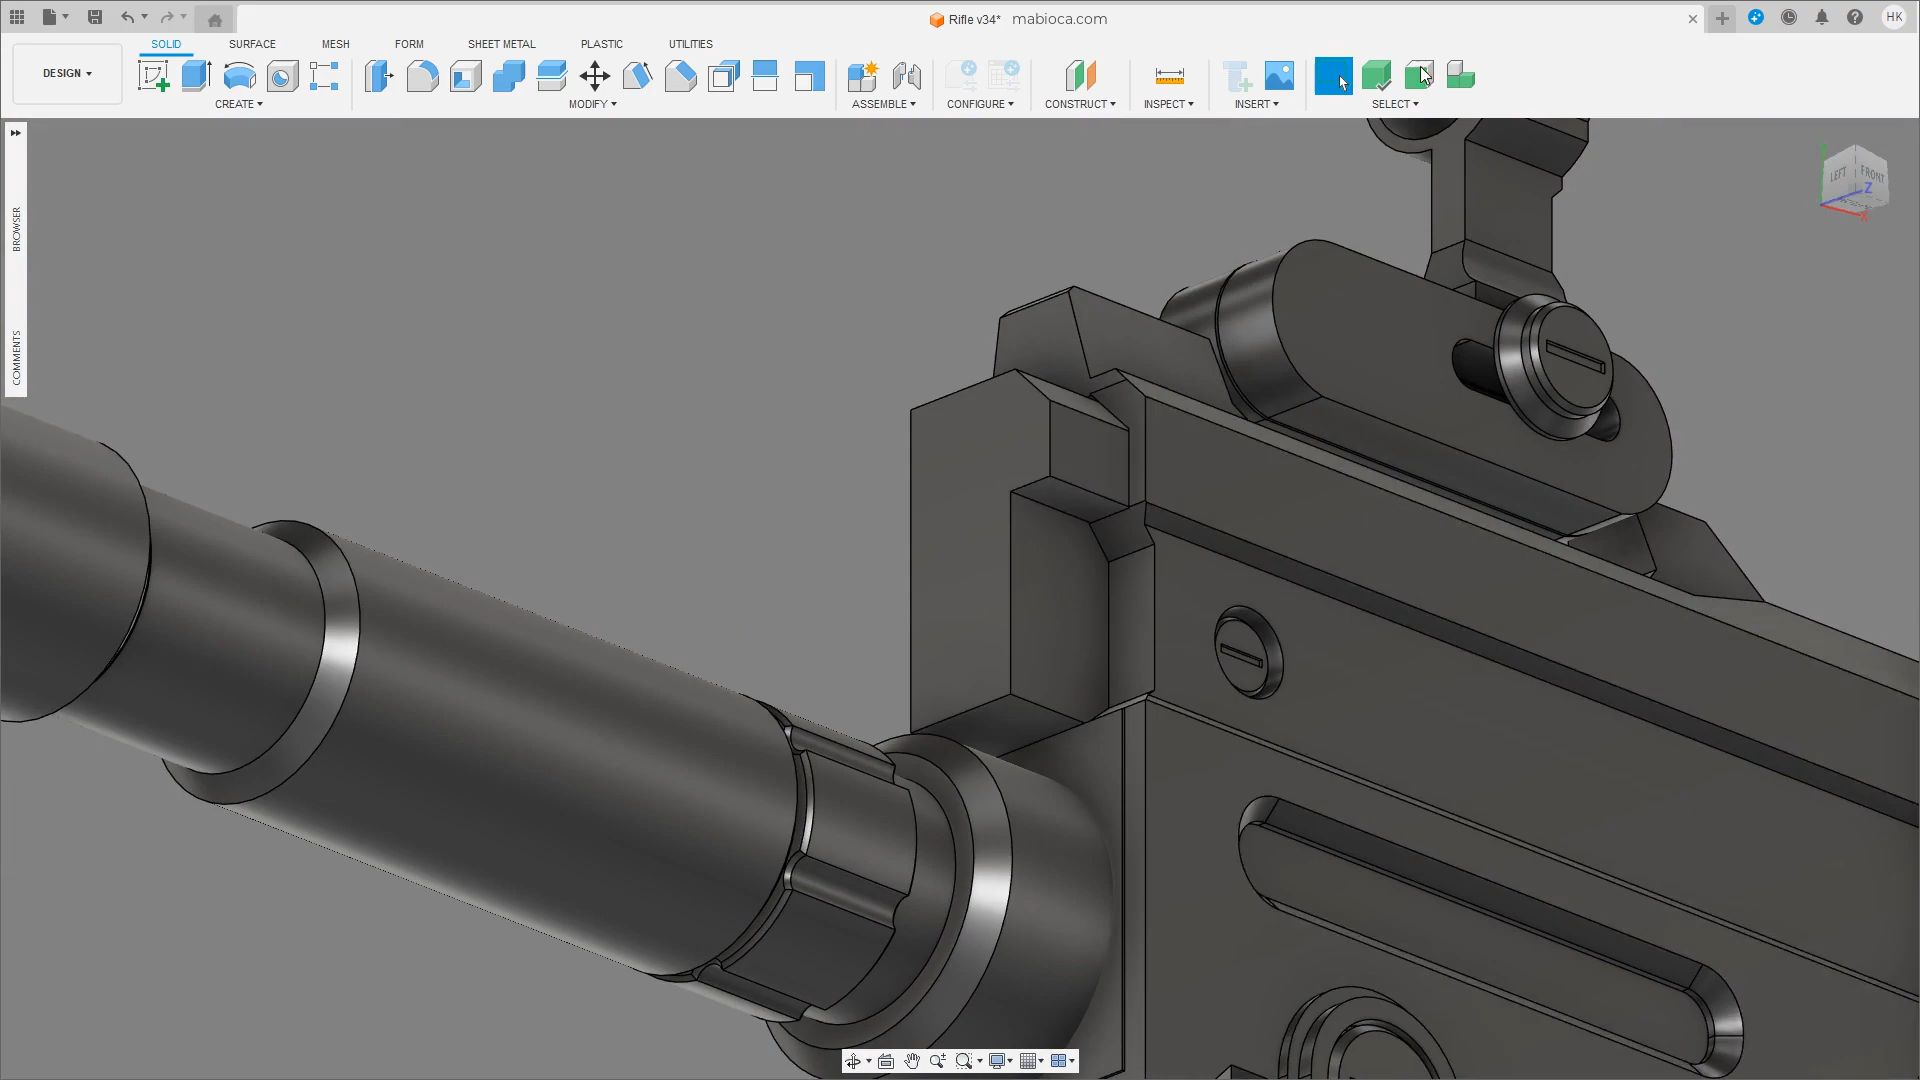 Rifle v34* mabioca.com
HK
DESIGN
SOLID SURFACE MESH FORM SHEET METAL PLASTIC UTILITIES
CREATE MODIFY ASSEMBLE CONFIGURE CONSTRUCT INSPECT INSERT SELECT
BROWSER
COMMENTS
LEFT FRONT
Z
X